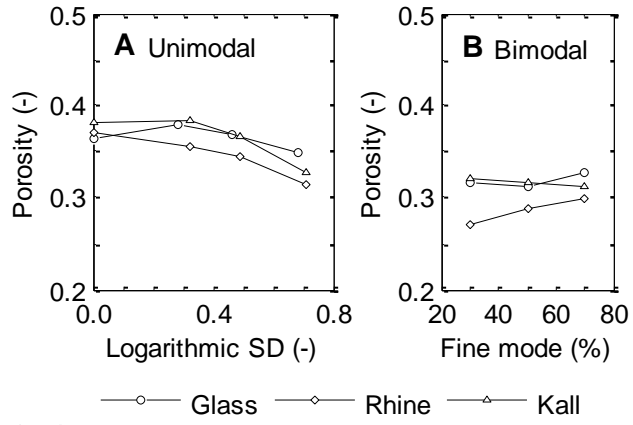 A Unimodal
B Bimodal
Porosity (-)
0.5
0.4
0.3
0.2
0.0 0.4 0.8
Logarithmic SD (-)
Porosity (-)
0.5
0.4
0.3
0.2
20 40 60 80
Fine mode (%)
Glass Rhine Kall